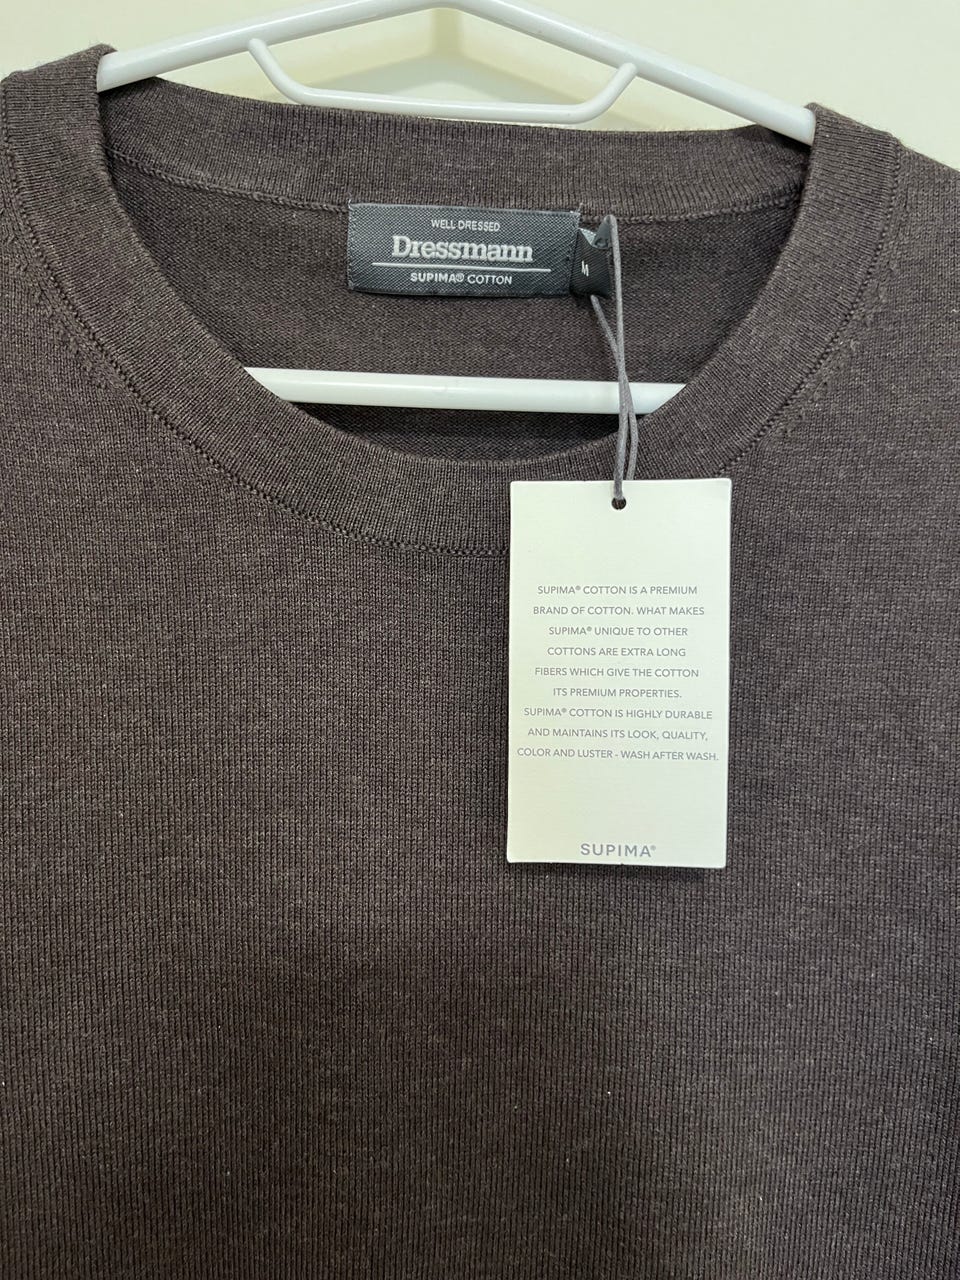 WELL DRESSED
Dressmann
SUPIMA® COTTON
M
SUPIMA® COTTON IS A PREMIUM
BRAND OF COTTON. WHAT MAKES
SUPIMA® UNIQUE TO OTHER
COTTONS ARE EXTRA LONG
FIBERS WHICH GIVE THE COTTON
ITS PREMIUM PROPERTIES.
SUPIMA® COTTON IS HIGHLY DURABLE
AND MAINTAINS ITS LOOK, QUALITY,
COLOR AND LUSTER - WASH AFTER WASH.
SUPIMA®